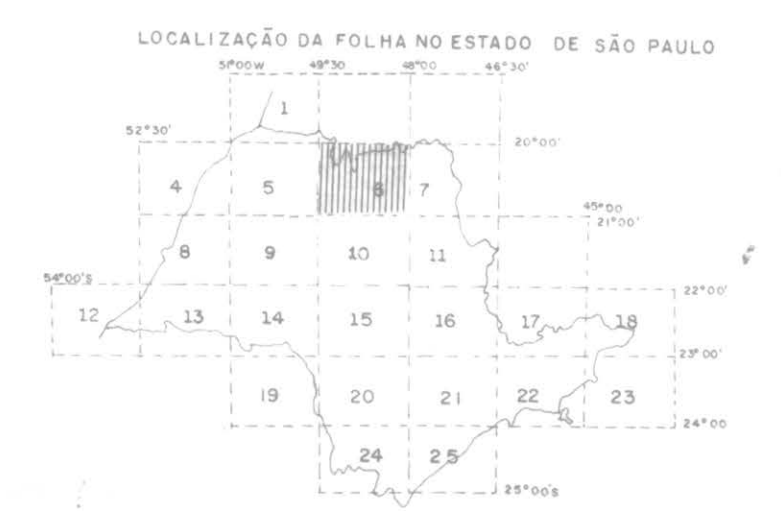 LOCALIZAÇÃO DA FOLHA NO ESTADO DE SÃO PAULO
51°00W 49°30 48°00 46°30'
1
52°30' 20°00'
4 5 6 7
45°00
21°00'
8 9 10 11
54°00'S 22°00'
12 13 14 15 16 17 18
23°00'
19 20 21 22 23
24°00
24 25
25°00'S